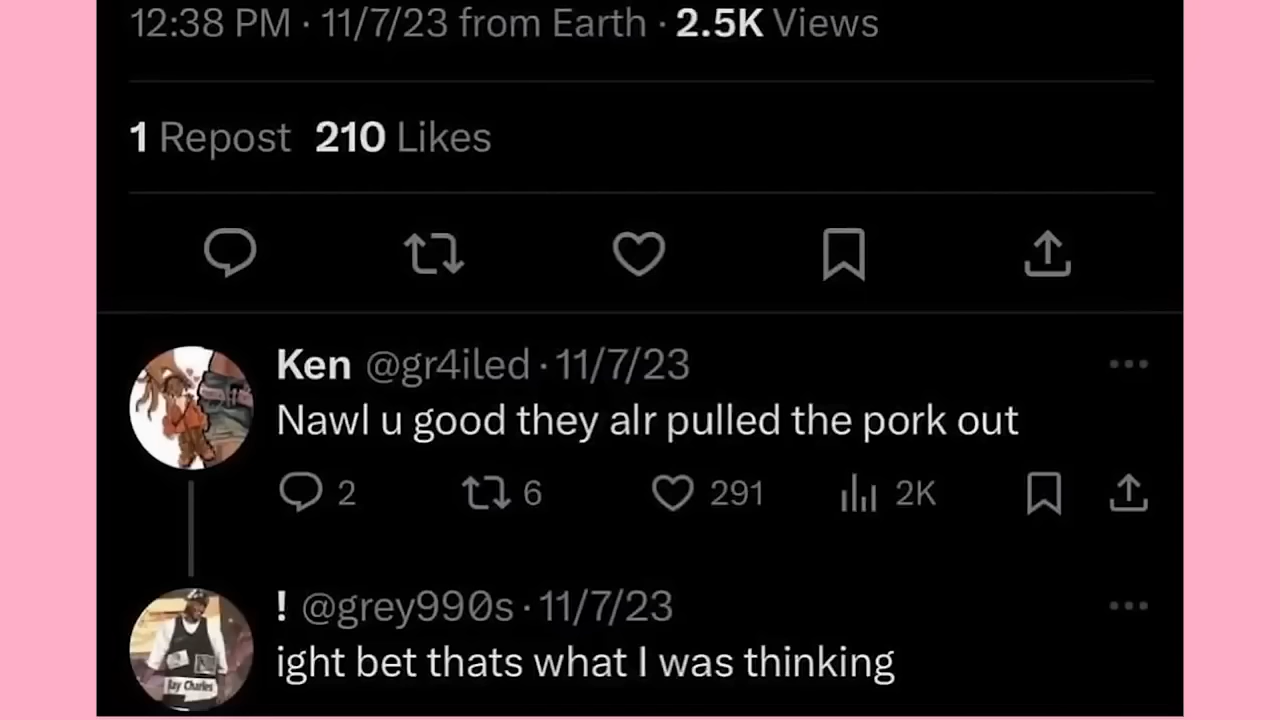 12:38 PM · 11/7/23 from Earth · 2.5K Views
1 Repost 210 Likes
Ken @gr4iled · 11/7/23
Nawl u good they alr pulled the pork out
2 6 291 2K
! @grey990s · 11/7/23
ight bet thats what I was thinking
Ray Charles